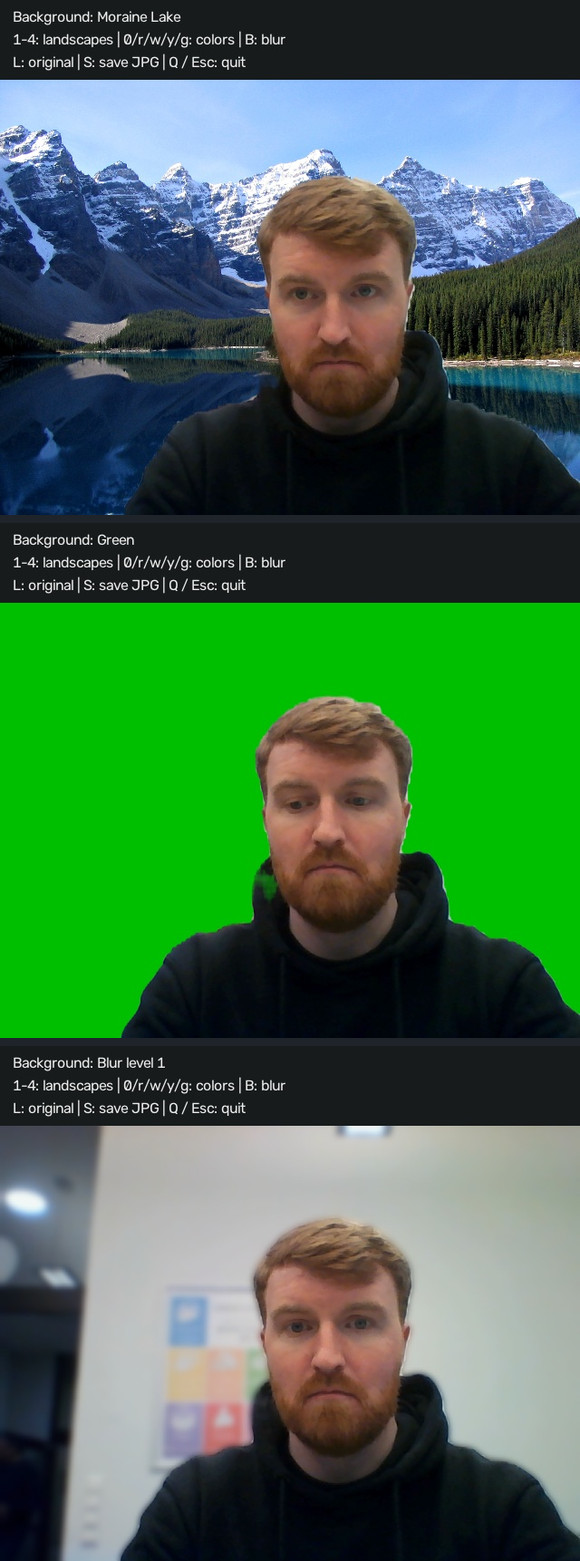 Background: Moraine Lake
1-4: landscapes | 0/r/w/y/g: colors | B: blur
L: original | S: save JPG | Q / Esc: quit
Background: Green
1-4: landscapes | 0/r/w/y/g: colors | B: blur
L: original | S: save JPG | Q / Esc: quit
Background: Blur level 1
1-4: landscapes | 0/r/w/y/g: colors | B: blur
L: original | S: save JPG | Q / Esc: quit